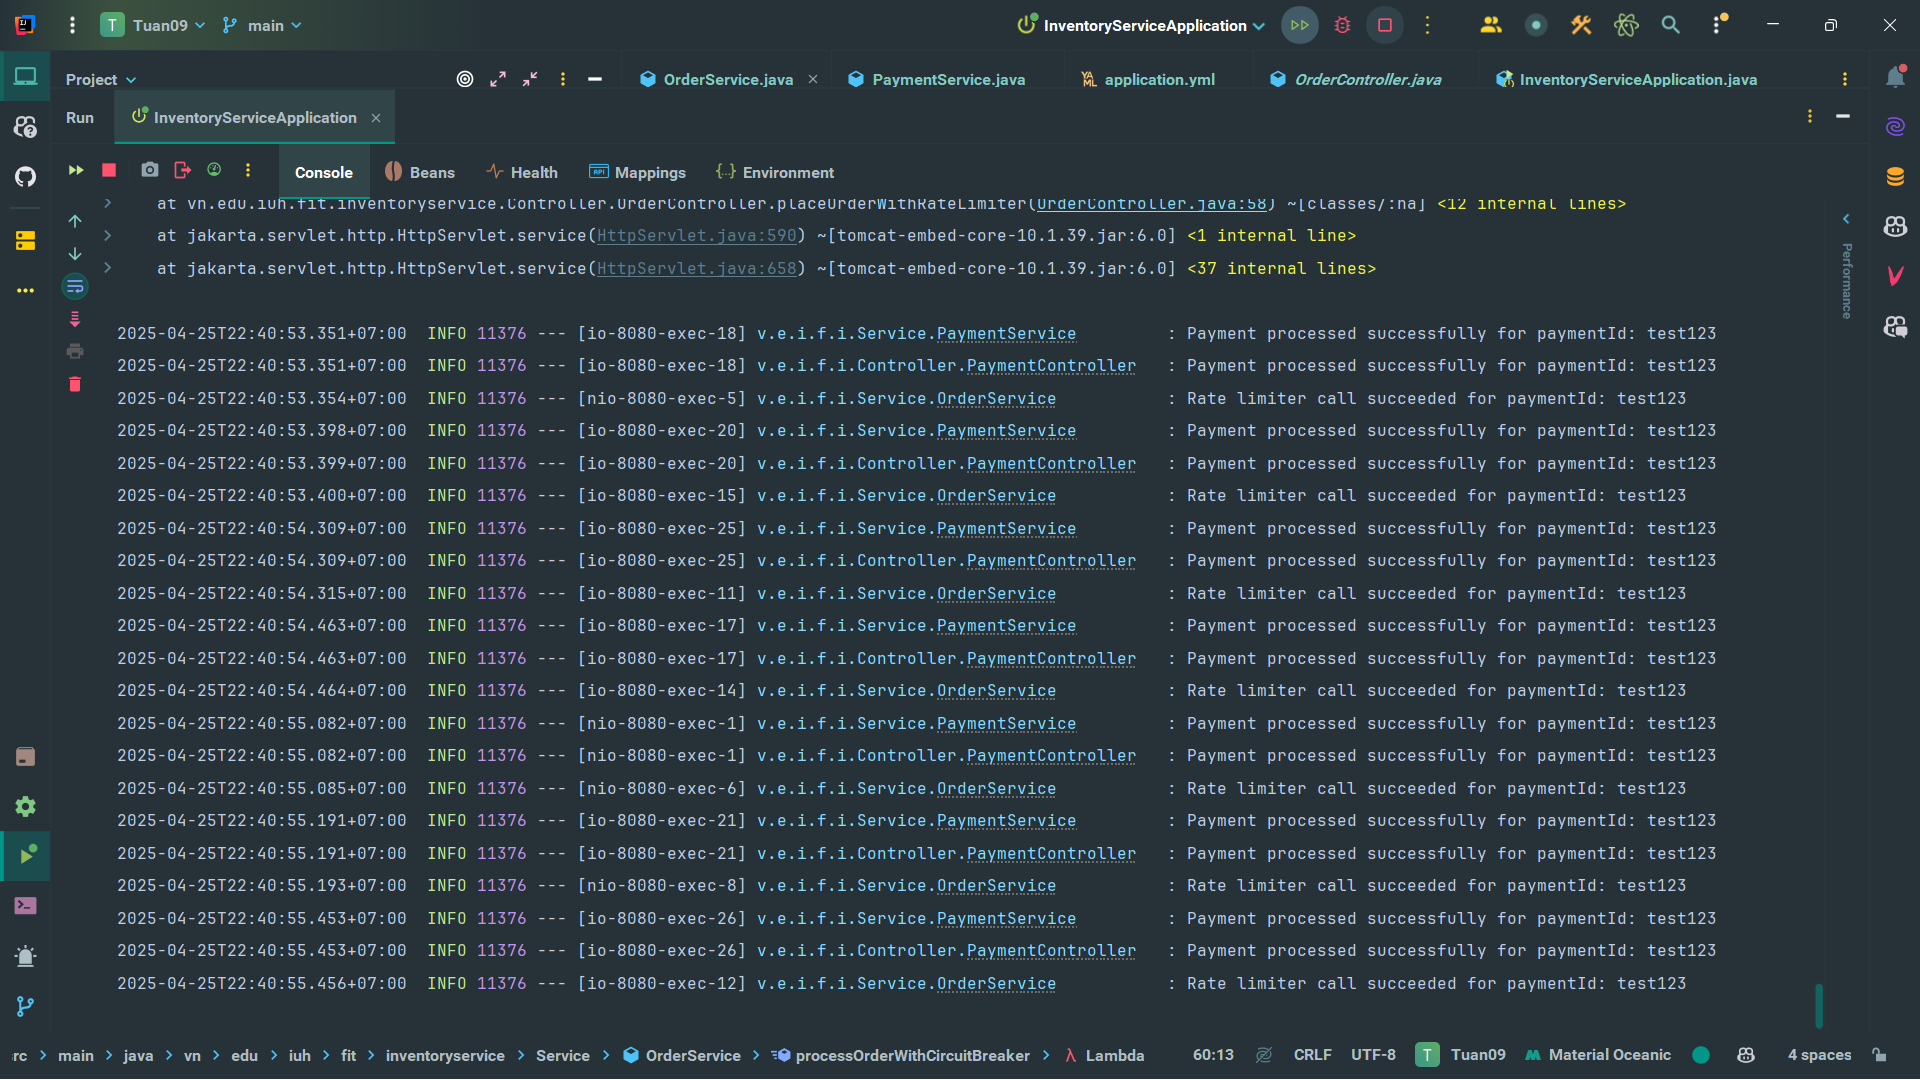 T Tuan09 main InventoryServiceApplication
Project OrderService.java PaymentService.java YAML application.yml OrderController.java InventoryServiceApplication.java
Run InventoryServiceApplication
Console Beans API Health Mappings Environment
at vn.edu.iuh.fit.inventoryservice.Controller.OrderController.placeOrderWithRateLimiter(OrderController.java:58) ~[classes/:na] <12 internal lines>
at jakarta.servlet.http.HttpServlet.service(HttpServlet.java:590) ~[tomcat-embed-core-10.1.39.jar:6.0] <1 internal line>
at jakarta.servlet.http.HttpServlet.service(HttpServlet.java:658) ~[tomcat-embed-core-10.1.39.jar:6.0] <37 internal lines>
Performance
2025-04-25T22:40:53.351+07:00 INFO 11376 --- [io-8080-exec-18] v.e.i.f.i.Service.PaymentService : Payment processed successfully for paymentId: test123
2025-04-25T22:40:53.351+07:00 INFO 11376 --- [io-8080-exec-18] v.e.i.f.i.Controller.PaymentController : Payment processed successfully for paymentId: test123
2025-04-25T22:40:53.354+07:00 INFO 11376 --- [nio-8080-exec-5] v.e.i.f.i.Service.OrderService : Rate limiter call succeeded for paymentId: test123
2025-04-25T22:40:53.398+07:00 INFO 11376 --- [io-8080-exec-20] v.e.i.f.i.Service.PaymentService : Payment processed successfully for paymentId: test123
2025-04-25T22:40:53.399+07:00 INFO 11376 --- [io-8080-exec-20] v.e.i.f.i.Controller.PaymentController : Payment processed successfully for paymentId: test123
2025-04-25T22:40:53.400+07:00 INFO 11376 --- [io-8080-exec-15] v.e.i.f.i.Service.OrderService : Rate limiter call succeeded for paymentId: test123
2025-04-25T22:40:54.309+07:00 INFO 11376 --- [io-8080-exec-25] v.e.i.f.i.Service.PaymentService : Payment processed successfully for paymentId: test123
2025-04-25T22:40:54.309+07:00 INFO 11376 --- [io-8080-exec-25] v.e.i.f.i.Controller.PaymentController : Payment processed successfully for paymentId: test123
2025-04-25T22:40:54.315+07:00 INFO 11376 --- [io-8080-exec-11] v.e.i.f.i.Service.OrderService : Rate limiter call succeeded for paymentId: test123
2025-04-25T22:40:54.463+07:00 INFO 11376 --- [io-8080-exec-17] v.e.i.f.i.Service.PaymentService : Payment processed successfully for paymentId: test123
2025-04-25T22:40:54.463+07:00 INFO 11376 --- [io-8080-exec-17] v.e.i.f.i.Controller.PaymentController : Payment processed successfully for paymentId: test123
2025-04-25T22:40:54.464+07:00 INFO 11376 --- [io-8080-exec-14] v.e.i.f.i.Service.OrderService : Rate limiter call succeeded for paymentId: test123
2025-04-25T22:40:55.082+07:00 INFO 11376 --- [nio-8080-exec-1] v.e.i.f.i.Service.PaymentService : Payment processed successfully for paymentId: test123
2025-04-25T22:40:55.082+07:00 INFO 11376 --- [nio-8080-exec-1] v.e.i.f.i.Controller.PaymentController : Payment processed successfully for paymentId: test123
2025-04-25T22:40:55.085+07:00 INFO 11376 --- [nio-8080-exec-6] v.e.i.f.i.Service.OrderService : Rate limiter call succeeded for paymentId: test123
2025-04-25T22:40:55.191+07:00 INFO 11376 --- [io-8080-exec-21] v.e.i.f.i.Service.PaymentService : Payment processed successfully for paymentId: test123
2025-04-25T22:40:55.191+07:00 INFO 11376 --- [io-8080-exec-21] v.e.i.f.i.Controller.PaymentController : Payment processed successfully for paymentId: test123
2025-04-25T22:40:55.193+07:00 INFO 11376 --- [nio-8080-exec-8] v.e.i.f.i.Service.OrderService : Rate limiter call succeeded for paymentId: test123
2025-04-25T22:40:55.453+07:00 INFO 11376 --- [io-8080-exec-26] v.e.i.f.i.Service.PaymentService : Payment processed successfully for paymentId: test123
2025-04-25T22:40:55.453+07:00 INFO 11376 --- [io-8080-exec-26] v.e.i.f.i.Controller.PaymentController : Payment processed successfully for paymentId: test123
2025-04-25T22:40:55.456+07:00 INFO 11376 --- [io-8080-exec-12] v.e.i.f.i.Service.OrderService : Rate limiter call succeeded for paymentId: test123
rc > main > java > vn > edu > iuh > fit > inventoryservice > Service > OrderService > processOrderWithCircuitBreaker > λ Lambda 60:13 CRLF UTF-8 T Tuan09 Material Oceanic 4 spaces